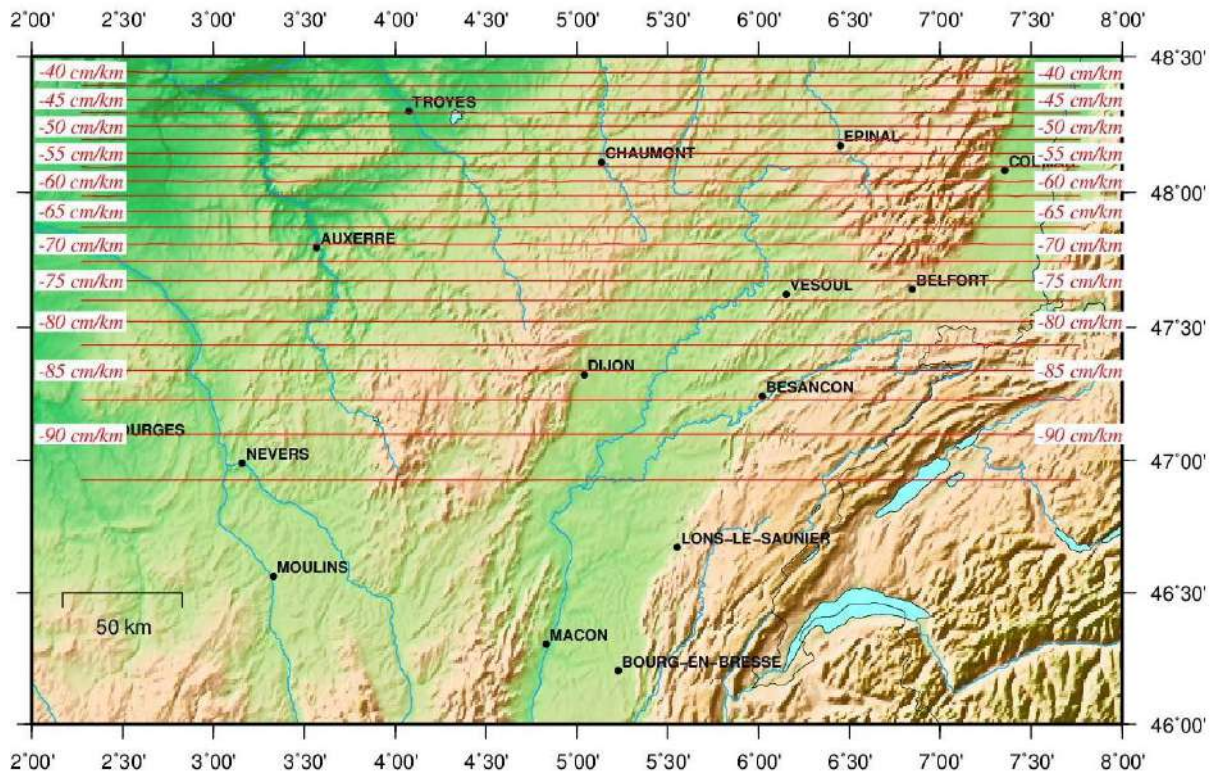 2°00' 2°30' 3°00' 3°30' 4°00' 4°30' 5°00' 5°30' 6°00' 6°30' 7°00' 7°30' 8°00'
48°30'
-40 cm/km -40 cm/km
-45 cm/km -45 cm/km
TROYES
-50 cm/km -50 cm/km
EPINAL
-55 cm/km CHAUMONT -55 cm/km
-60 cm/km -60 cm/km
48°00'
-65 cm/km -65 cm/km
AUXERRE
-70 cm/km -70 cm/km
-75 cm/km VESOUL BELFORT -75 cm/km
-80 cm/km -80 cm/km
47°30'
DIJON
-85 cm/km -85 cm/km
BESANCON
-90 cm/km OURGES -90 cm/km
NEVERS
47°00'
LONS-LE-SAUNIER
MOULINS
46°30'
50 km
MACON
BOURG-EN-BRESSE
46°00'
2°00' 2°30' 3°00' 3°30' 4°00' 4°30' 5°00' 5°30' 6°00' 6°30' 7°00' 7°30' 8°00'